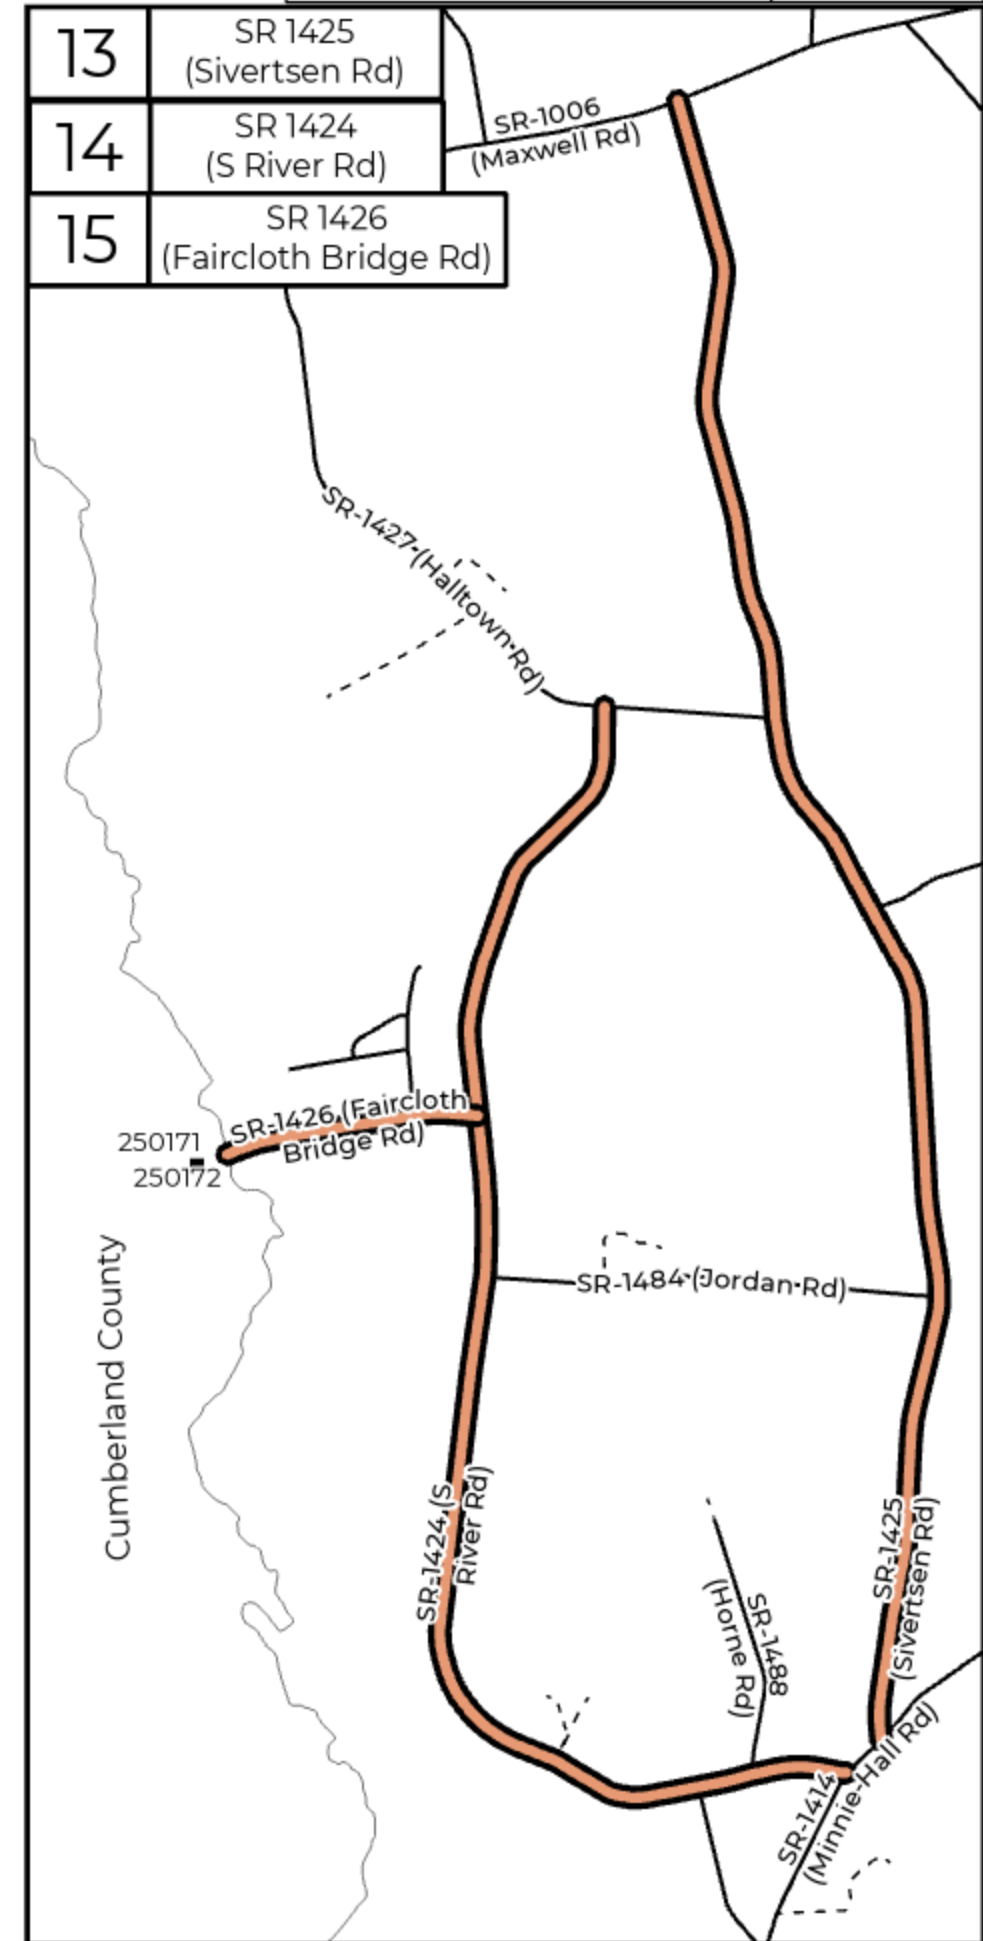 13
SR 1425
(Sivertsen Rd)
14
SR 1424
(S River Rd)
15
SR 1426
(Faircloth Bridge Rd)
SR-1006
(Maxwell Rd)
SR-1427 (Halltown Rd)
SR-1426 (Faircloth
Bridge Rd)
250171
250172
Cumberland County
SR-1484 (Jordan Rd)
SR-1424 (S
River Rd)
SR-1425
(Sivertsen Rd)
SR-1488
(Horne Rd)
SR-1414
(Minnie Hall Rd)